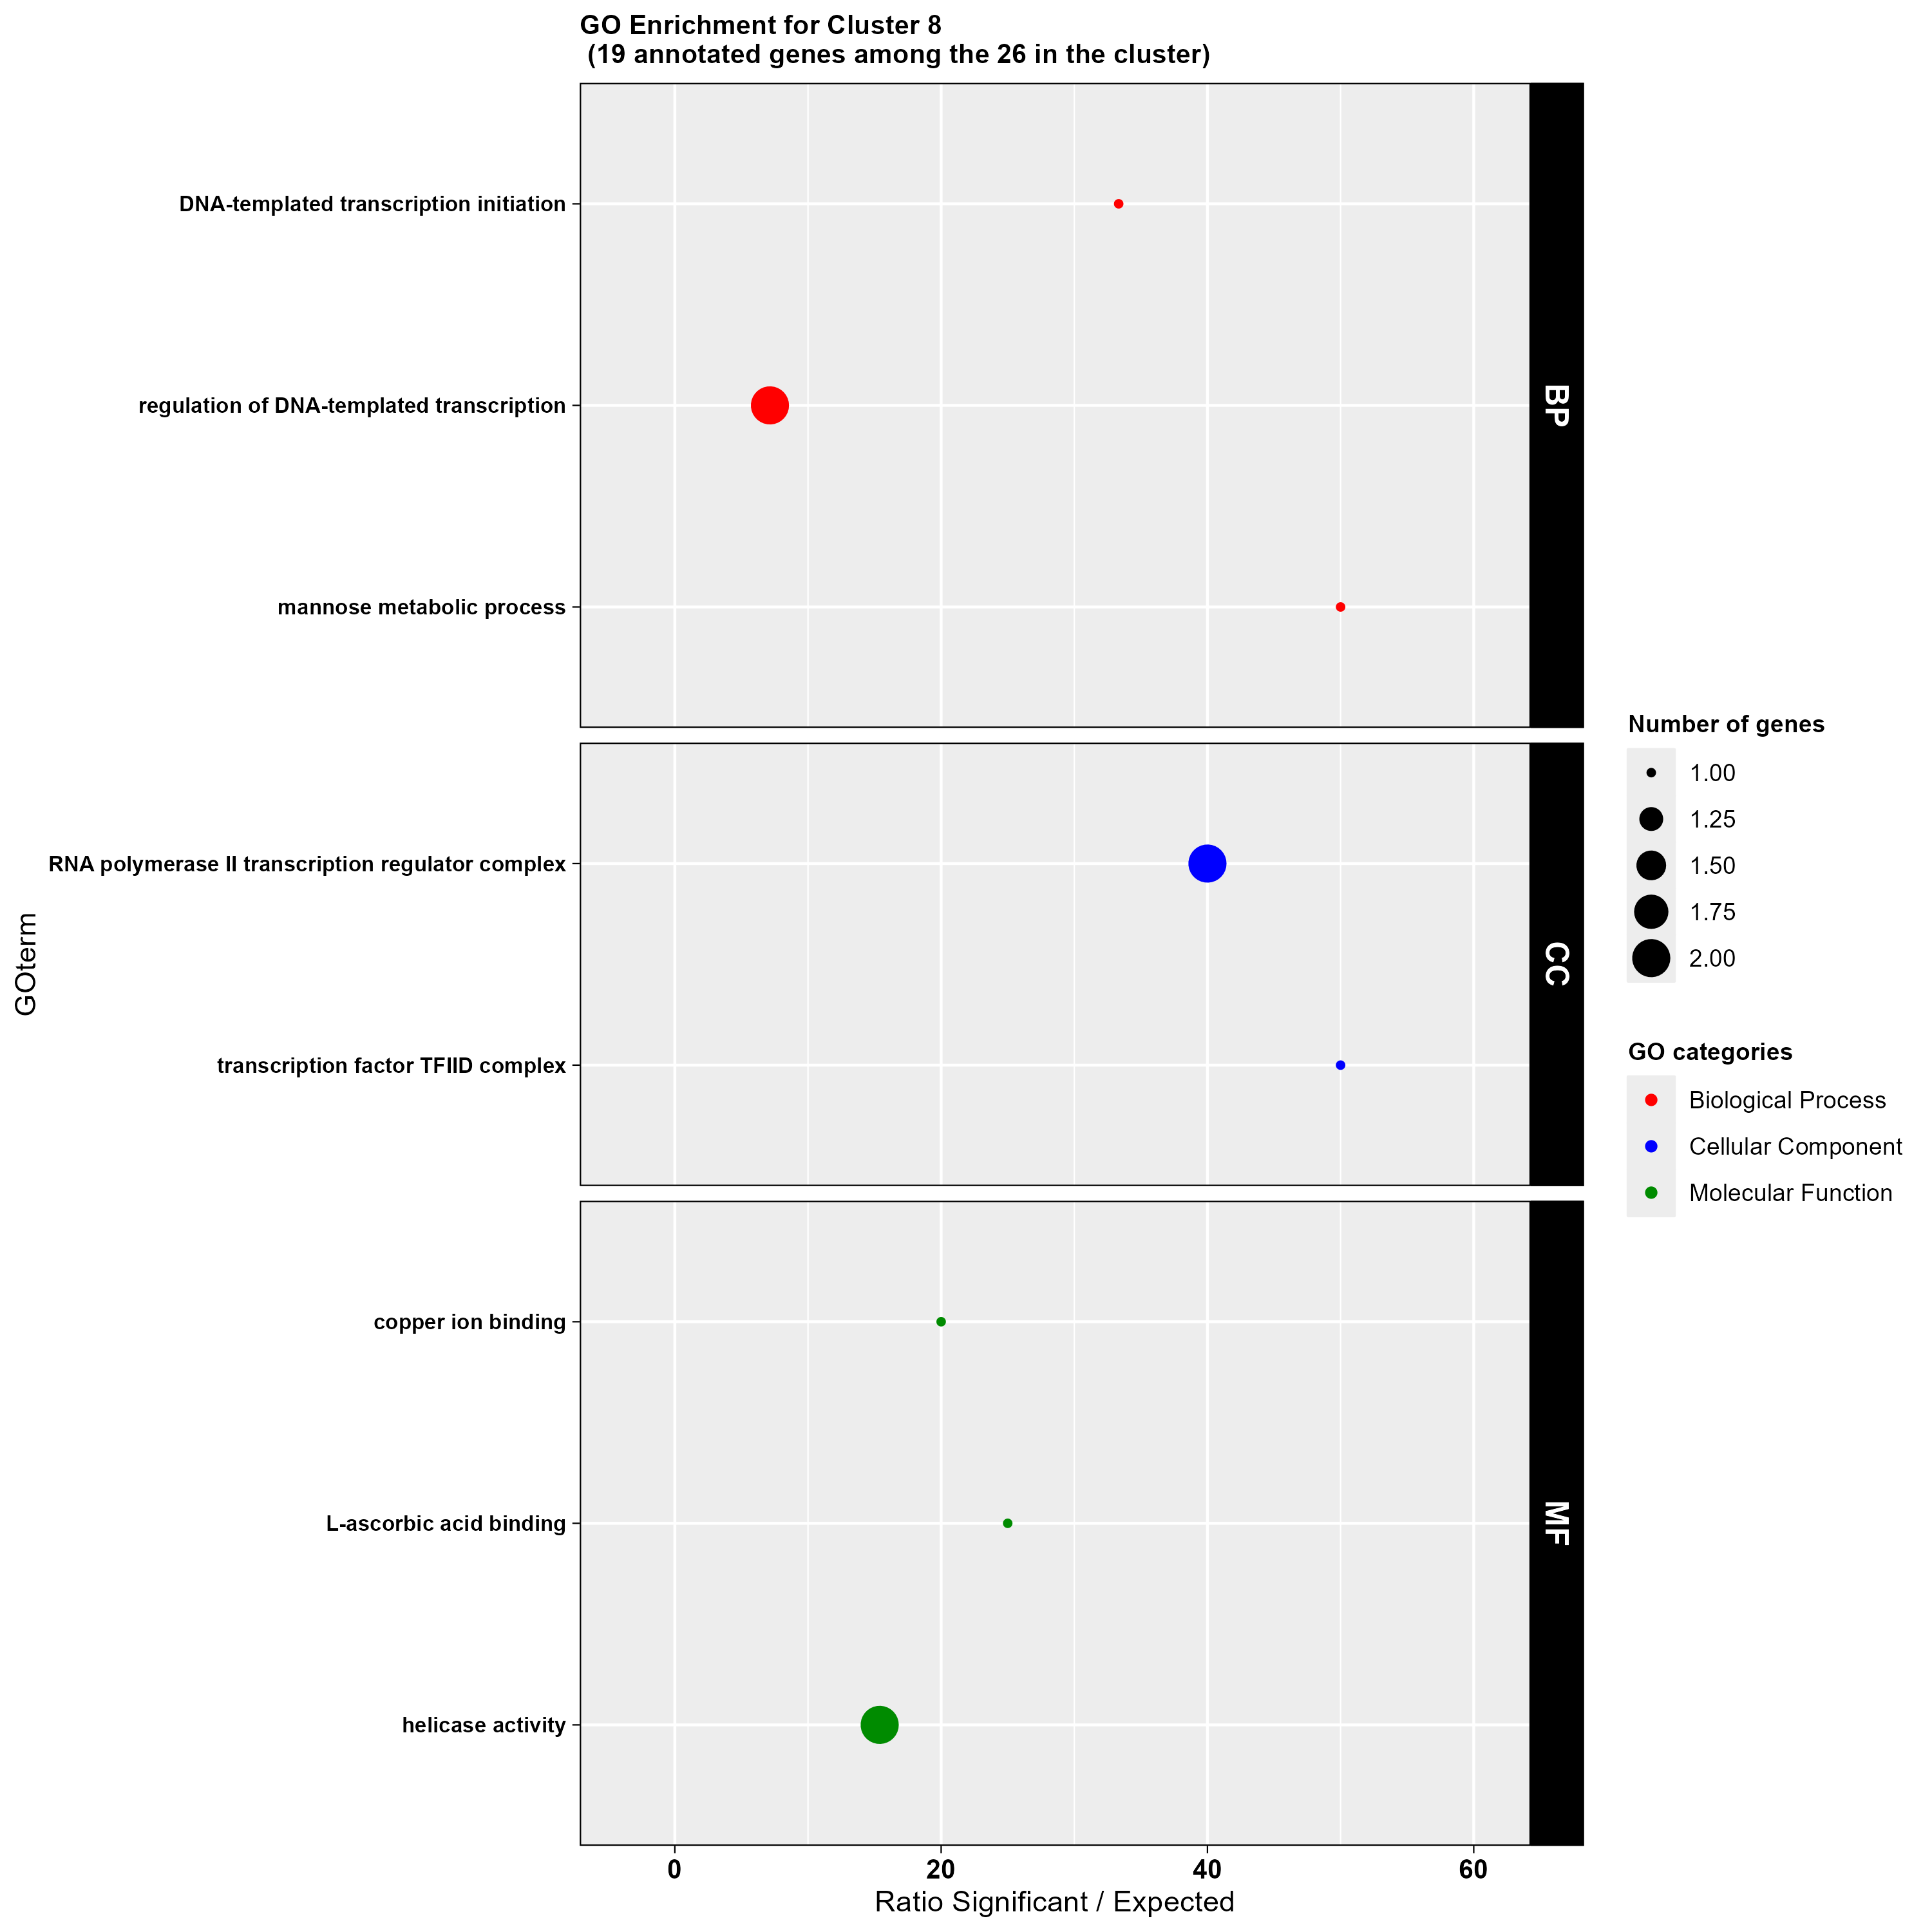 GO Enrichment for Cluster 8
(19 annotated genes among the 26 in the cluster)
DNA-templated transcription initiation
regulation of DNA-templated transcription
mannose metabolic process
BP
RNA polymerase II transcription regulator complex
transcription factor TFIID complex
CC
copper ion binding
L-ascorbic acid binding
helicase activity
MF
GOterm
0
20
40
60
Ratio Significant / Expected
Number of genes
1.00
1.25
1.50
1.75
2.00
GO categories
Biological Process
Cellular Component
Molecular Function